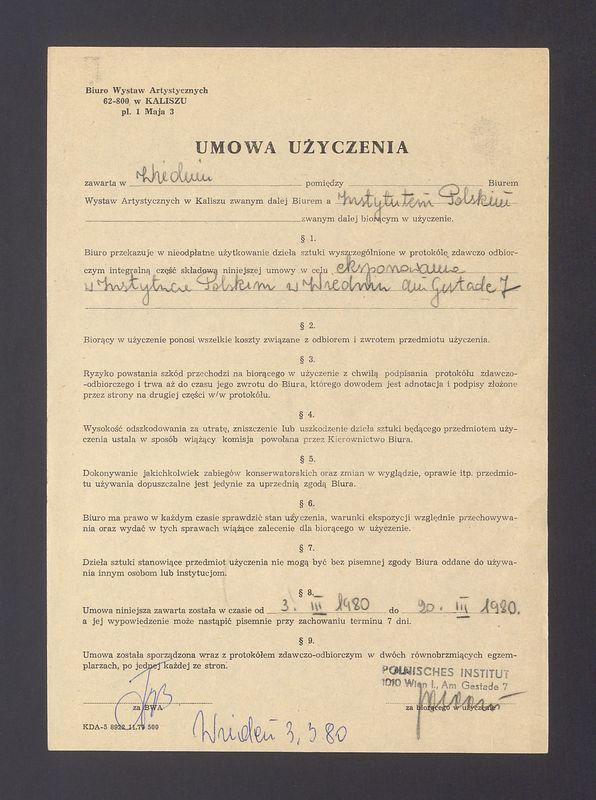 Biuro Wystaw Artystycznych
62-800 w KALISZU
pl. 1 Maja 3
UMOWA UŻYCZENIA
zawarta w Wiedniu pomiędzy Biurem
Wystaw Artystycznych w Kaliszu zwanym dalej Biurem a Instytutem Polskim
zwanym dalej biorącym w użyczenie.
§ 1.
Biuro przekazuje w nieodpłatne użytkowanie dzieła sztuki wyszczególnione w protokóle zdawczo odbior-
czym integralną część składową niniejszej umowy w celu eksponowania
w Instytucie Polskim w Wiedniu Am Gestade 7
§ 2.
Biorący w użyczenie ponosi wszelkie koszty związane z odbiorem i zwrotem przedmiotu użyczenia.
§ 3.
Ryzyko powstania szkód przechodzi na biorącego w użyczenie z chwilą podpisania protokółu zdawczo-
-odbiorczego i trwa aż do czasu jego zwrotu do Biura, którego dowodem jest adnotacja i podpisy złożone
przez strony na drugiej części w/w protokółu.
§ 4.
Wysokość odszkodowania za utratę, zniszczenie lub uszkodzenie dzieła sztuki będącego przedmiotem uży-
czenia ustala w sposób wiążący komisja powołana przez Kierownictwo Biura.
§ 5.
Dokonywanie jakichkolwiek zabiegów konserwatorskich oraz zmian w wyglądzie, oprawie itp. przedmio-
tu używania dopuszczalne jest jedynie za uprzednią zgodą Biura.
§ 6.
Biuro ma prawo w każdym czasie sprawdzić stan użyczenia, warunki ekspozycji względnie przechowywa-
nia oraz wydać w tych sprawach wiążące zalecenie dla biorącego w użyczenie.
§ 7.
Dzieła sztuki stanowiące przedmiot użyczenia nie mogą być bez pisemnej zgody Biura oddane do używa-
nia innym osobom lub instytucjom.
§ 8.
Umowa niniejsza zawarta została w czasie od 3. III 1980 do 20. III 1980.
a jej wypowiedzenie może nastąpić pisemnie przy zachowaniu terminu 7 dni.
§ 9.
Umowa została sporządzona wraz z protokółem zdawczo-odbiorczym w dwóch równobrzmiących egzem-
plarzach, po jednej każdej ze stron.
POLNISCHES INSTITUT
1010 Wien I., Am Gestade 7
za BWA
za biorącego w użyczenie
KDA-5 8922 11.79 500
Wiedeń 3.3.80